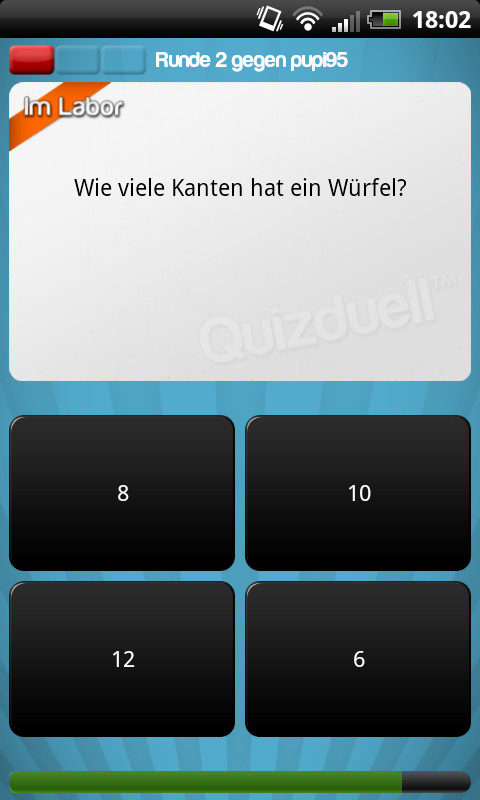 18:02
Runde 2 gegen pupi95
Im Labor
Wie viele Kanten hat ein Würfel?
Quizduell™
8
10
12
6